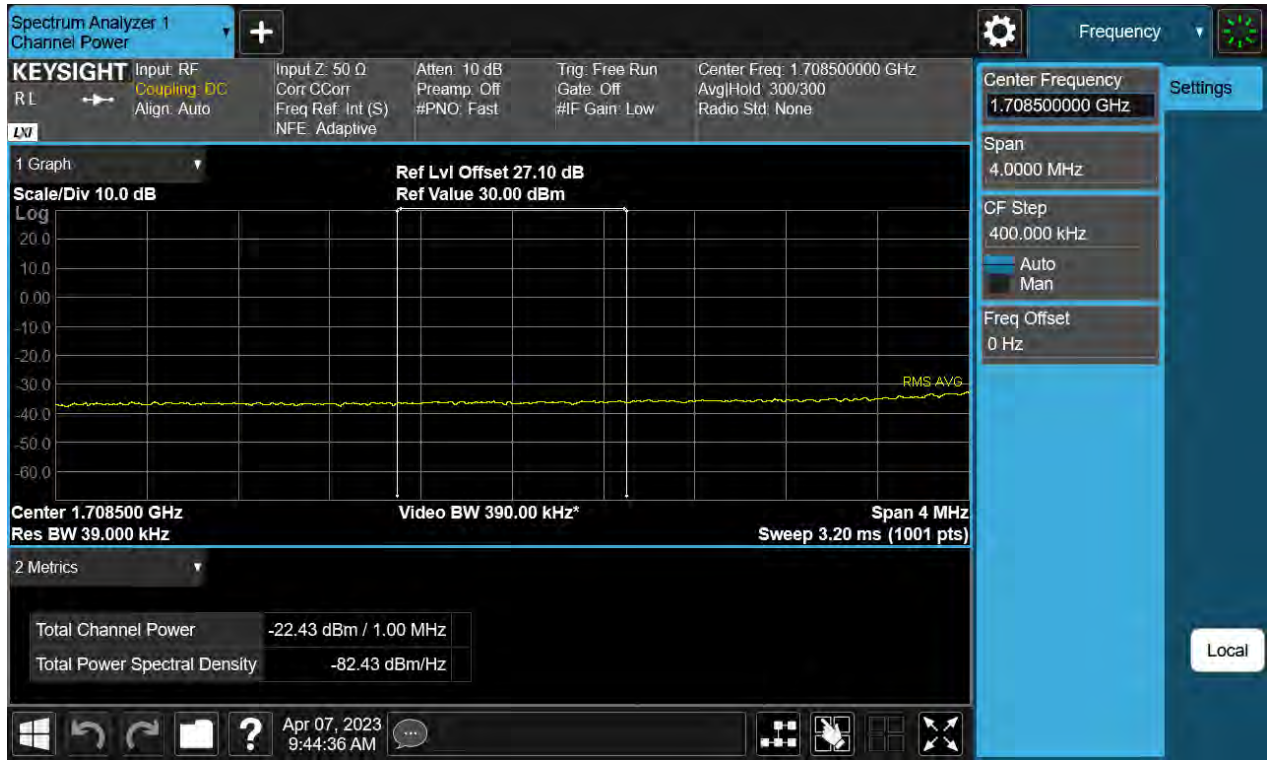 Spectrum Analyzer 1
Channel Power
Frequency
KEYSIGHT
RL
LXI
Input: RF
Coupling: DC
Align: Auto
Input Z: 50 Ω
Corr CCorr
Freq Ref: Int (S)
NFE: Adaptive
Atten: 10 dB
Preamp: Off
#PNO: Fast
Trig: Free Run
Gate: Off
#IF Gain: Low
Center Freq: 1.708500000 GHz
Avg|Hold: 300/300
Radio Std: None
Center Frequency
1.708500000 GHz
Settings
Span
4.0000 MHz
CF Step
400.000 kHz
Auto
Man
Freq Offset
0 Hz
1 Graph
Scale/Div 10.0 dB
Ref Lvl Offset 27.10 dB
Ref Value 30.00 dBm
Log
20.0
10.0
0.00
-10.0
-20.0
-30.0
-40.0
-50.0
-60.0
RMS AVG
Center 1.708500 GHz
Res BW 39.000 kHz
Video BW 390.00 kHz*
Span 4 MHz
Sweep 3.20 ms (1001 pts)
2 Metrics
Total Channel Power -22.43 dBm / 1.00 MHz
Total Power Spectral Density -82.43 dBm/Hz
Local
?
Apr 07, 2023
9:44:36 AM